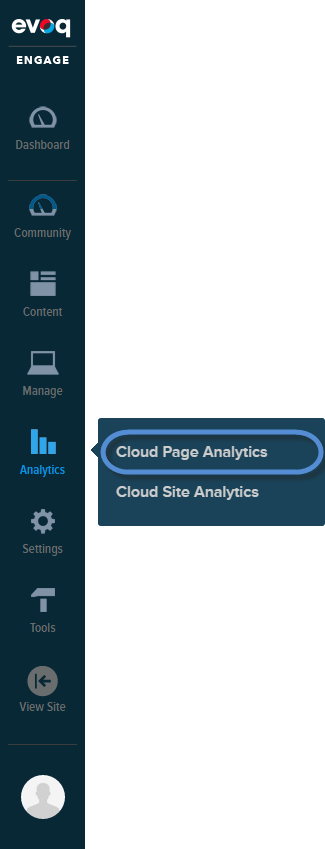 evoq
ENGAGE
Dashboard
Community
Content
Manage
Analytics
Cloud Page Analytics
Cloud Site Analytics
Settings
Tools
View Site